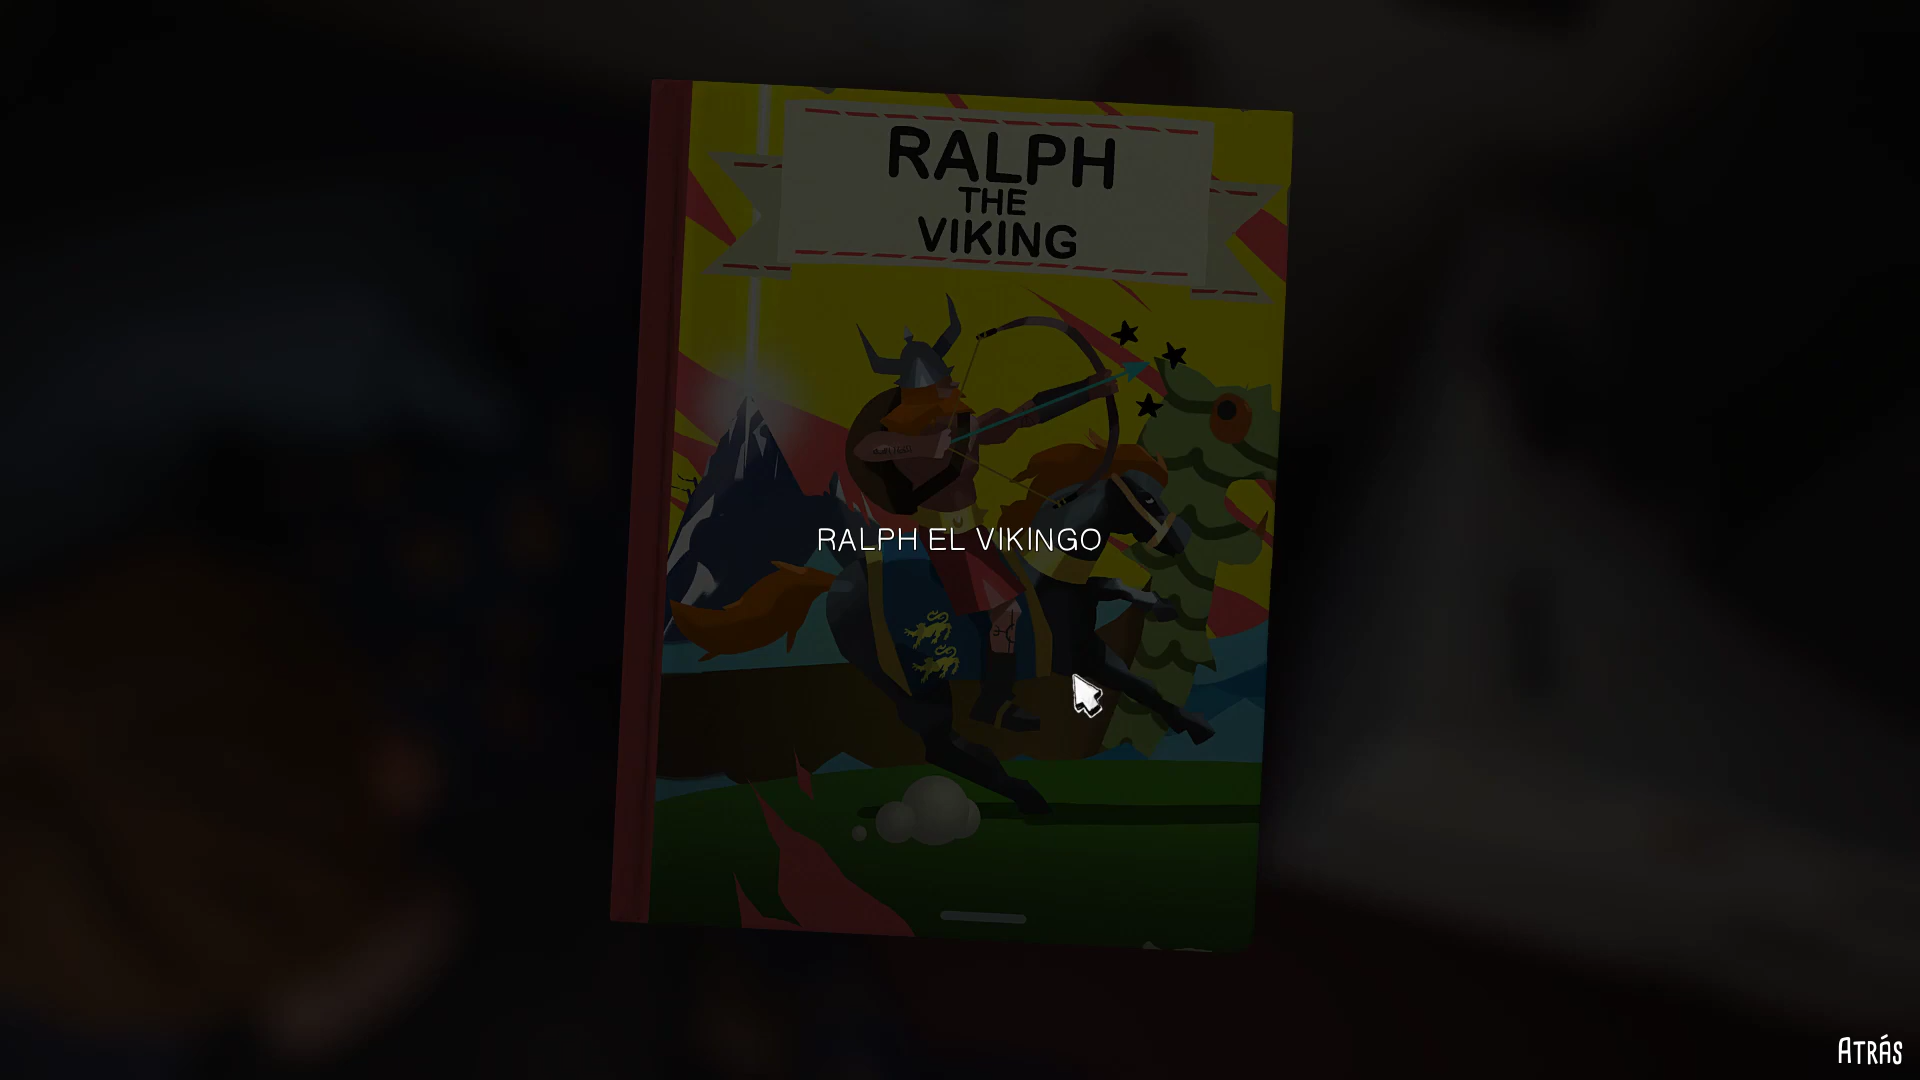 RALPH
THE
VIKING
RALPH EL VIKINGO
ATRÁS